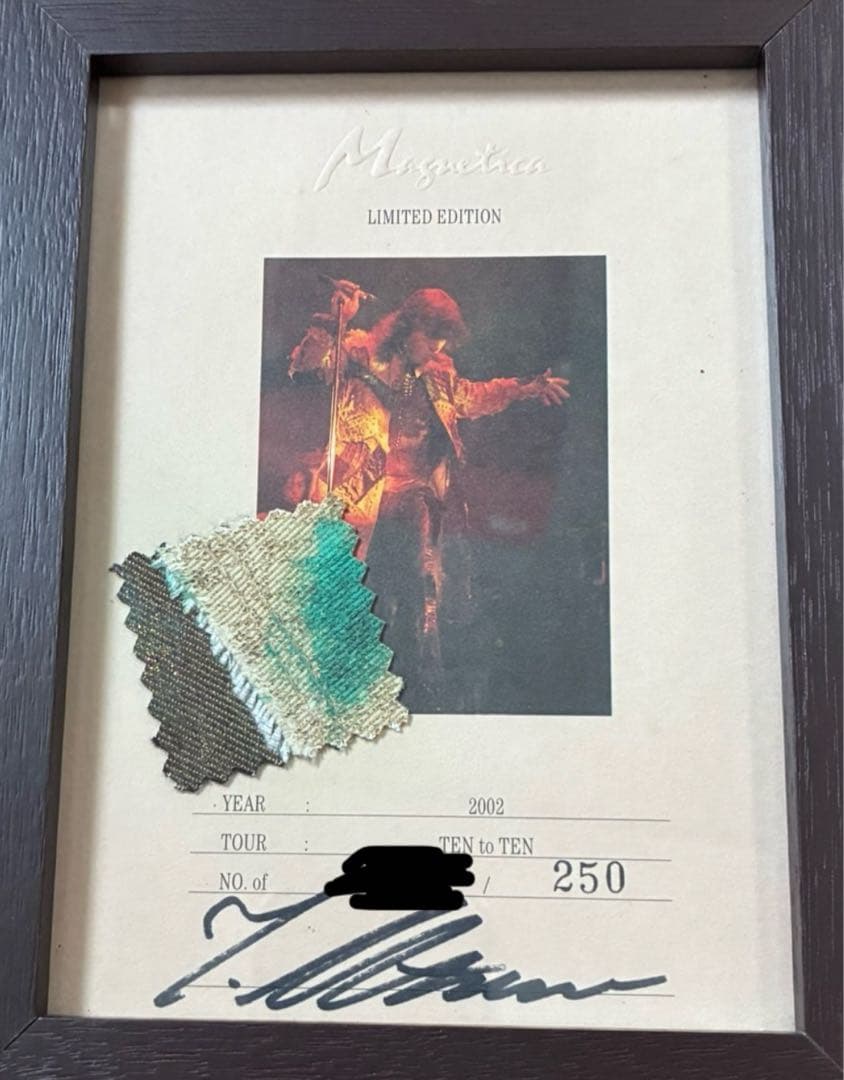 Magnetica
LIMITED EDITION
YEAR : 2002
TOUR : TEN to TEN
NO. of / 250